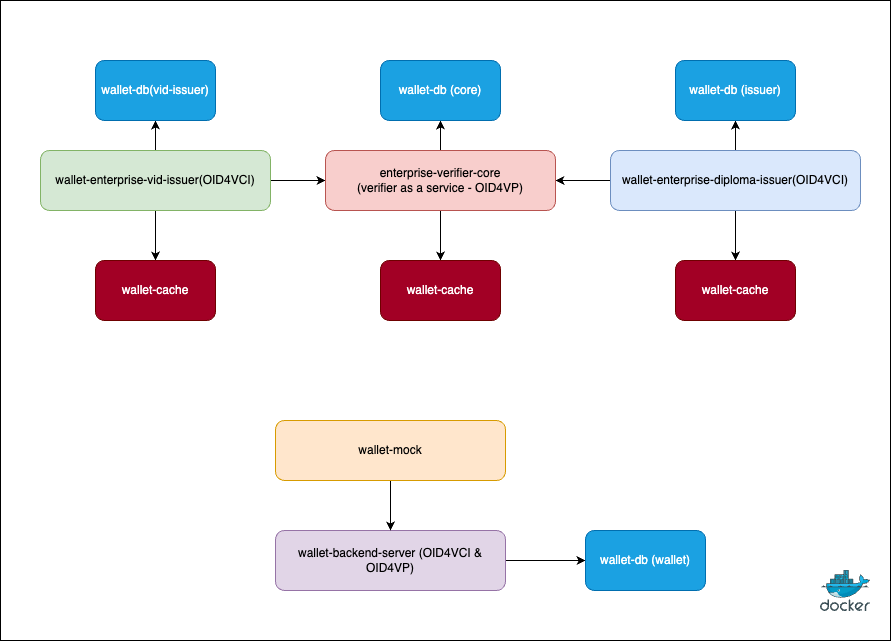 wallet-db(vid-issuer)
wallet-db (core)
wallet-db (issuer)
wallet-enterprise-vid-issuer(OID4VCI)
enterprise-verifier-core
(verifier as a service - OID4VP)
wallet-enterprise-diploma-issuer(OID4VCI)
wallet-cache
wallet-cache
wallet-cache
wallet-mock
wallet-backend-server (OID4VCI &
OID4VP)
wallet-db (wallet)
docker